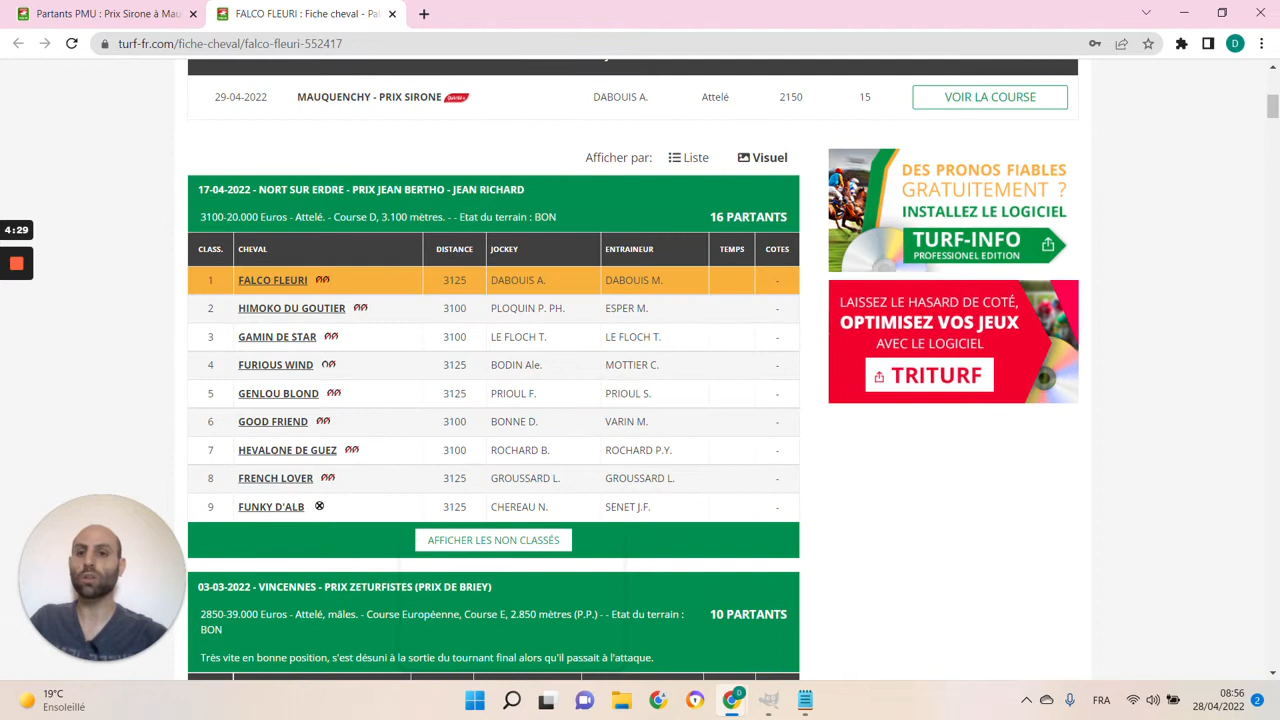 Partants PMU : Prix Sirone à Mau
FALCO FLEURI : Fiche cheval - Pa
turf-fr.com/fiche-cheval/falco-fleuri-552417
D
29-04-2022 MAUQUENCHY - PRIX SIRONE Quinté+ DABOUIS A. Attelé 2150 15 VOIR LA COURSE
Afficher par: Liste Visuel
17-04-2022 - NORT SUR ERDRE - PRIX JEAN BERTHO - JEAN RICHARD
3100-20.000 Euros - Attelé. - Course D, 3.100 mètres. - - Etat du terrain : BON 16 PARTANTS
CLASS. CHEVAL DISTANCE JOCKEY ENTRAINEUR TEMPS COTES
1 FALCO FLEURI 3125 DABOUIS A. DABOUIS M. -
2 HIMOKO DU GOUTIER 3100 PLOQUIN P. PH. ESPER M. -
3 GAMIN DE STAR 3100 LE FLOCH T. LE FLOCH T. -
4 FURIOUS WIND 3125 BODIN Ale. MOTTIER C. -
5 GENLOU BLOND 3125 PRIOUL F. PRIOUL S. -
6 GOOD FRIEND 3100 BONNE D. VARIN M. -
7 HEVALONE DE GUEZ 3100 ROCHARD B. ROCHARD P.Y. -
8 FRENCH LOVER 3125 GROUSSARD L. GROUSSARD L. -
9 FUNKY D'ALB 3125 CHEREAU N. SENET J.F. -
AFFICHER LES NON CLASSÉS
03-03-2022 - VINCENNES - PRIX ZETURFISTES (PRIX DE BRIEY)
2850-39.000 Euros - Attelé, mâles. - Course Européenne, Course E, 2.850 mètres (P.P.) - - Etat du terrain : 10 PARTANTS
BON
Très vite en bonne position, s'est désuni à la sortie du tournant final alors qu'il passait à l'attaque.
DES PRONOS FIABLES
GRATUITEMENT ?
INSTALLEZ LE LOGICIEL
TURF-INFO
PROFESIONEL EDITION
LAISSEZ LE HASARD DE COTÉ,
OPTIMISEZ VOS JEUX
AVEC LE LOGICIEL
TRITURF
4:29
19°C
Ensoleillé
D
FRA
08:38
28/04/2022
2